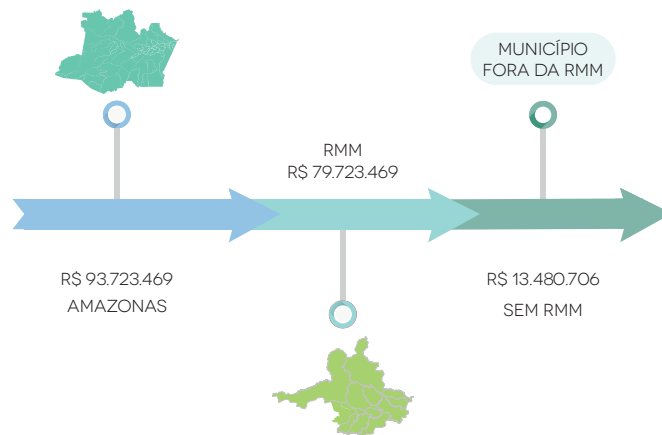 MUNICÍPIO
FORA DA RMM
RMM
R$ 79.723.469
R$ 93.723.469
AMAZONAS
R$ 13.480.706
SEM RMM